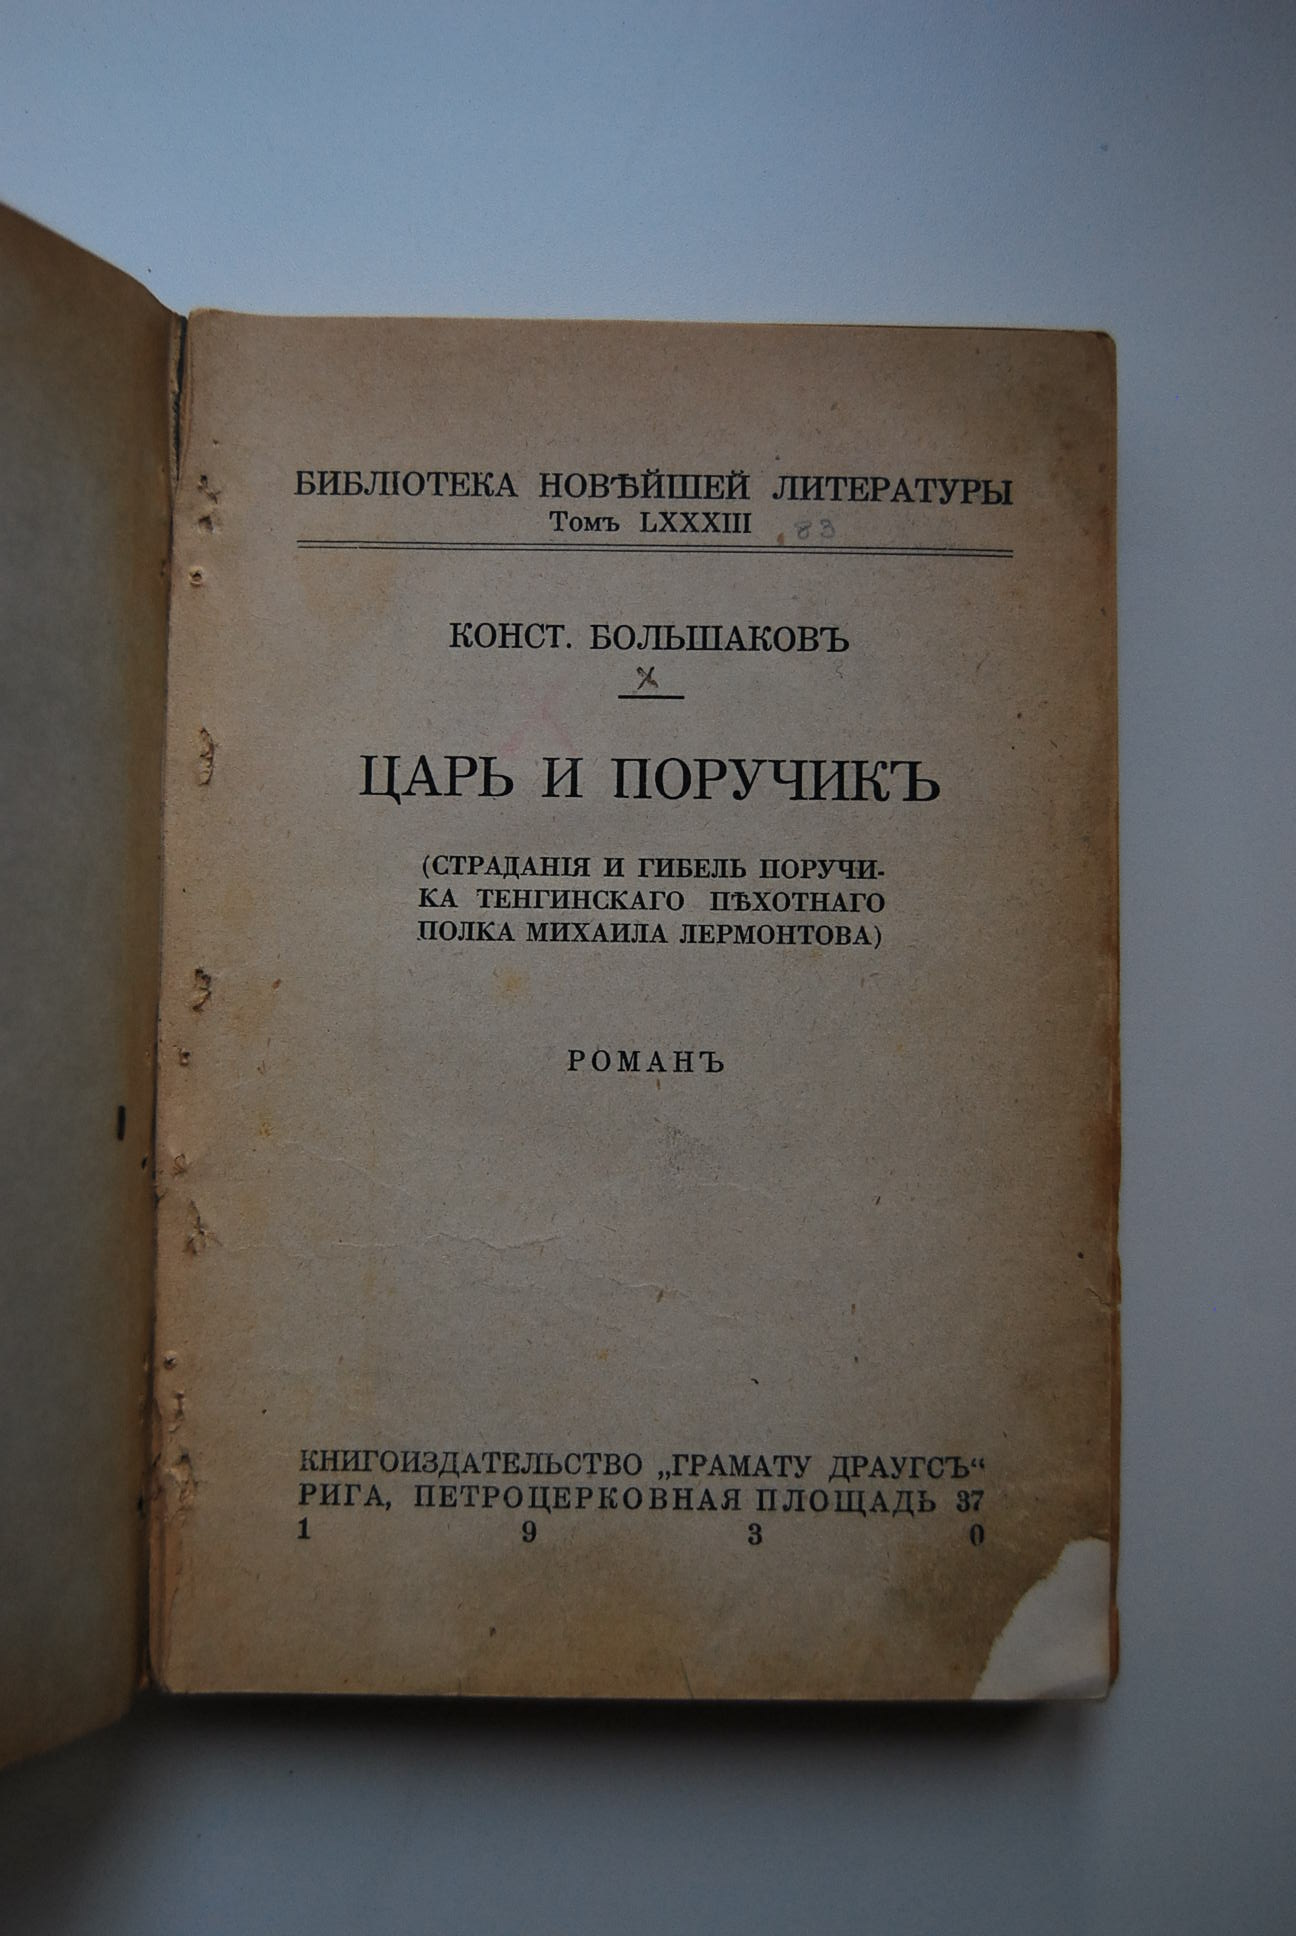 БИБЛІОТЕКА НОВѢЙШЕЙ ЛИТЕРАТУРЫ
Томъ LXXXIII 83
КОНСТ. БОЛЬШАКОВЪ
X
ЦАРЬ И ПОРУЧИКЪ
(СТРАДАНІЯ И ГИБЕЛЬ ПОРУЧИ-
КА ТЕНГИНСКАГО ПѢХОТНАГО
ПОЛКА МИХАИЛА ЛЕРМОНТОВА)
РОМАНЪ
КНИГОИЗДАТЕЛЬСТВО „ГРАМАТУ ДРАУГСЪ“
РИГА, ПЕТРОЦЕРКОВНАЯ ПЛОЩАДЬ 37
1 9 3 0